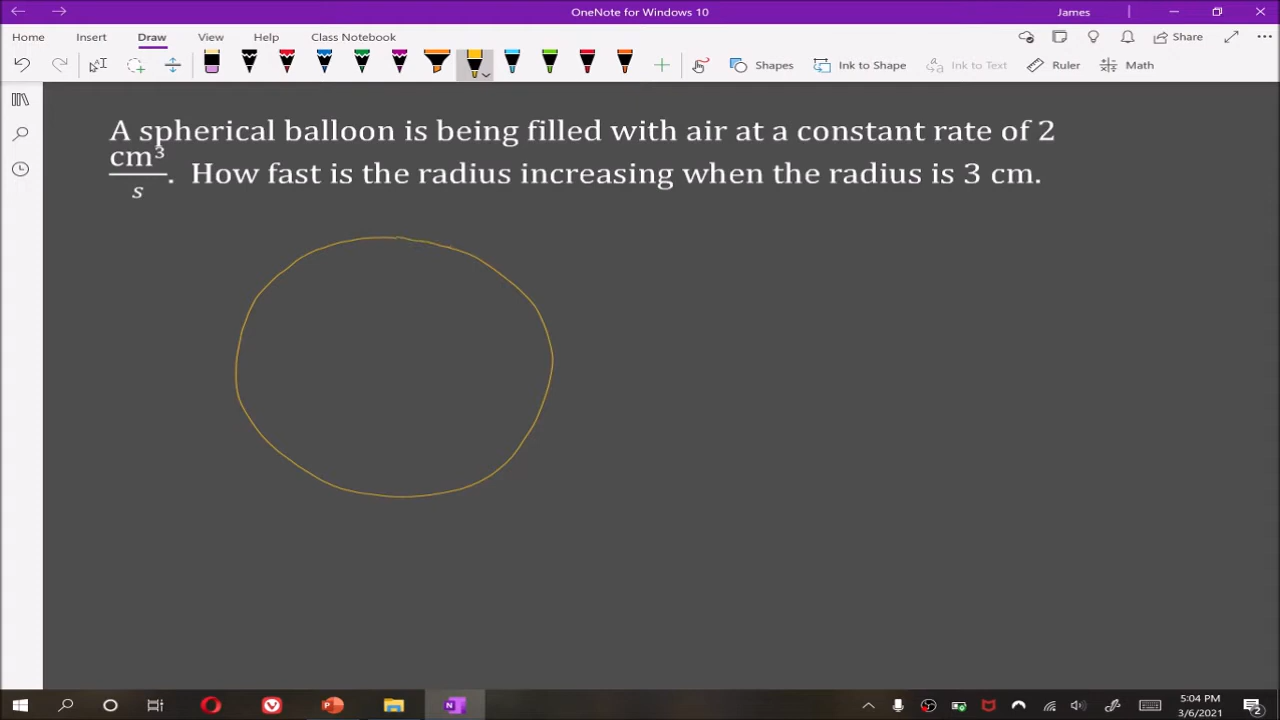 OneNote for Windows 10
James
Home Insert Draw View Help Class Notebook
Share
Shapes Ink to Shape Ink to Text Ruler Math
A spherical balloon is being filled with air at a constant rate of 2
cm³
s
. How fast is the radius increasing when the radius is 3 cm.
5:04 PM
3/6/2021
2